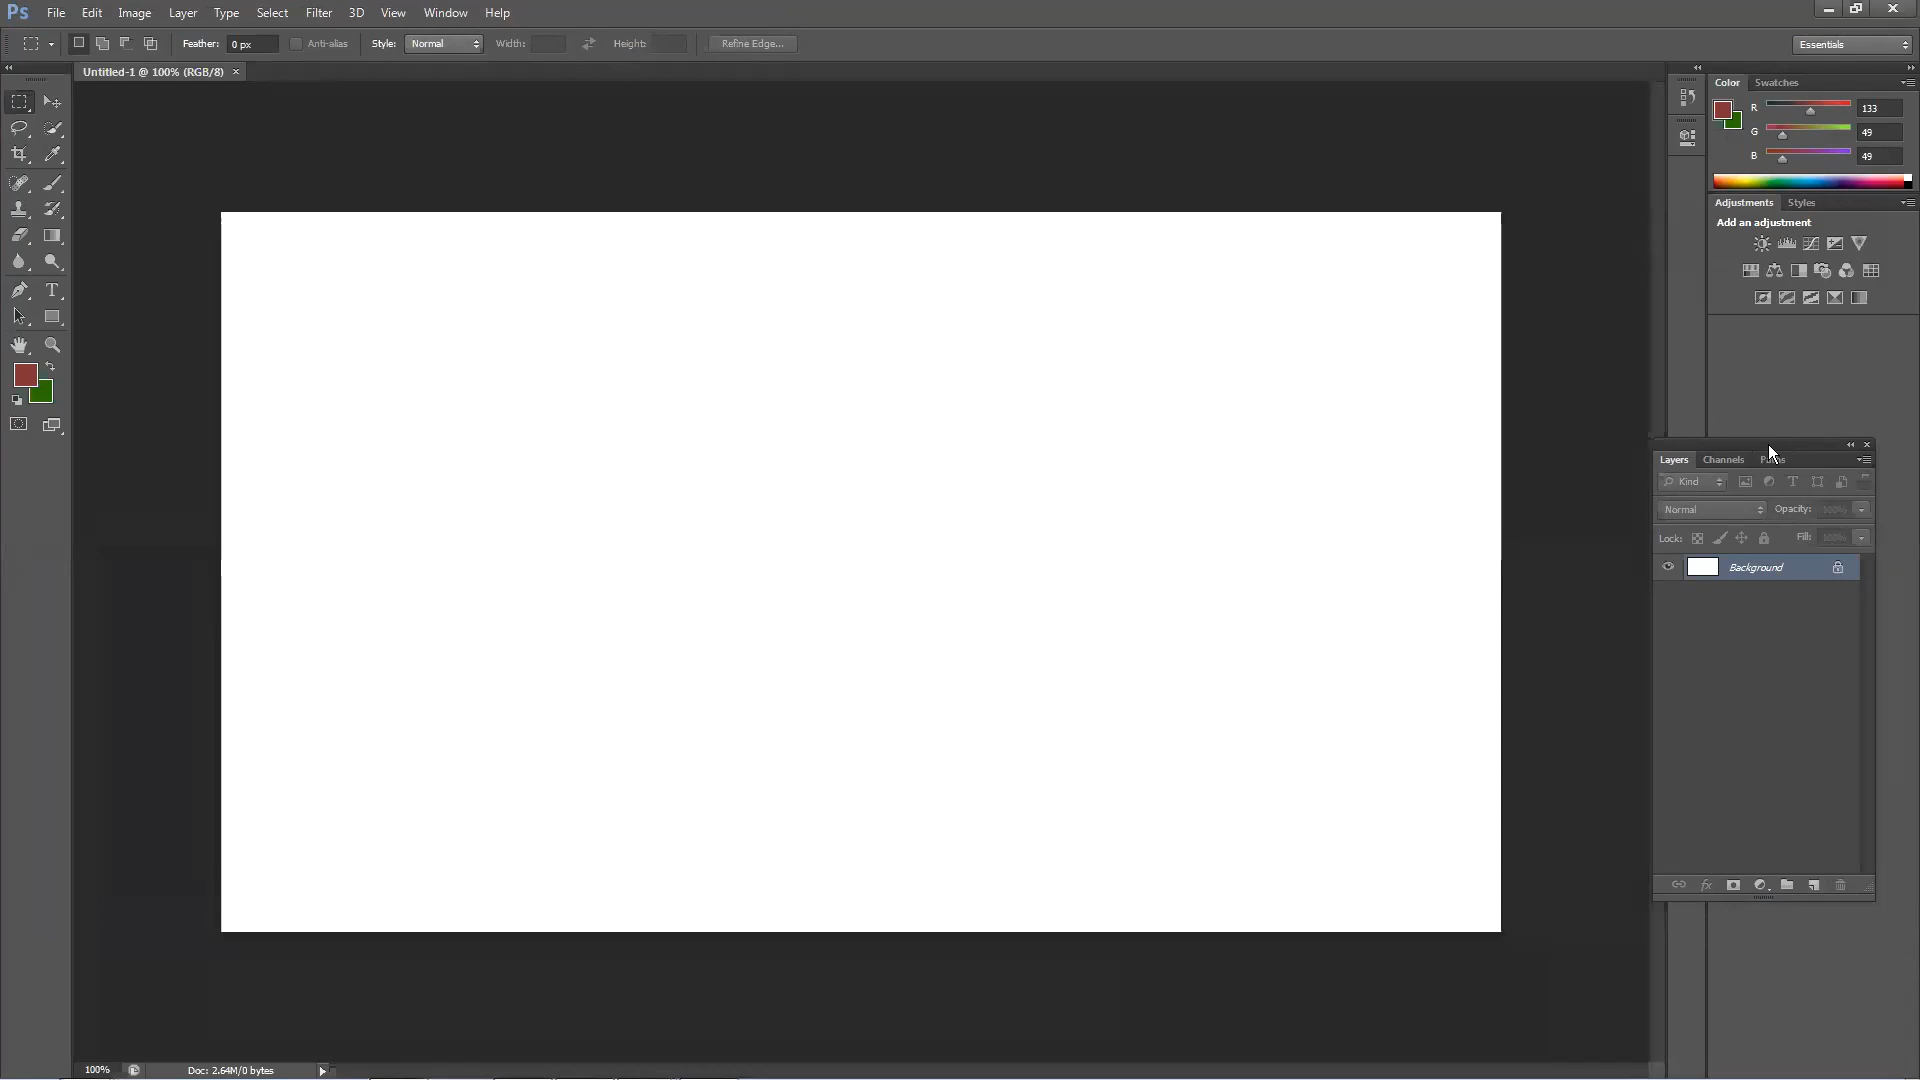 Ps File Edit Image Layer Type Select Filter 3D View Window Help
Feather: 0 px Anti-alias Style: Normal Width: Height: Refine Edge... Essentials
Untitled-1 @ 100% (RGB/8) ×
Color Swatches
R 133
G 49
B 49
Adjustments Styles
Add an adjustment
T
Layers Channels
Kind T
Normal Opacity: 100%
Lock: Fill: 100%
Background
fx
100% Doc: 2.64M/0 bytes